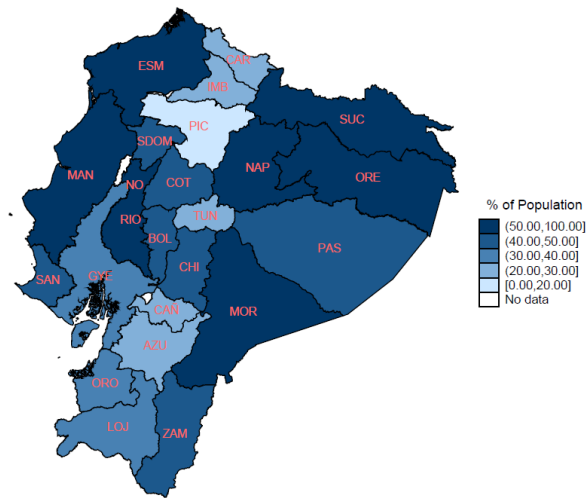 CAR
ESM
IMB
SUC
PIC
SDOM
NAP
MAN
NO
COT
ORE
RIO
TUN
BOL
PAS
SAN
GYE
CHI
CAN
MOR
AZU
ORO
LOJ
ZAM
% of Population
(50.00,100.00]
(40.00,50.00]
(30.00,40.00]
(20.00,30.00]
[0.00,20.00]
No data